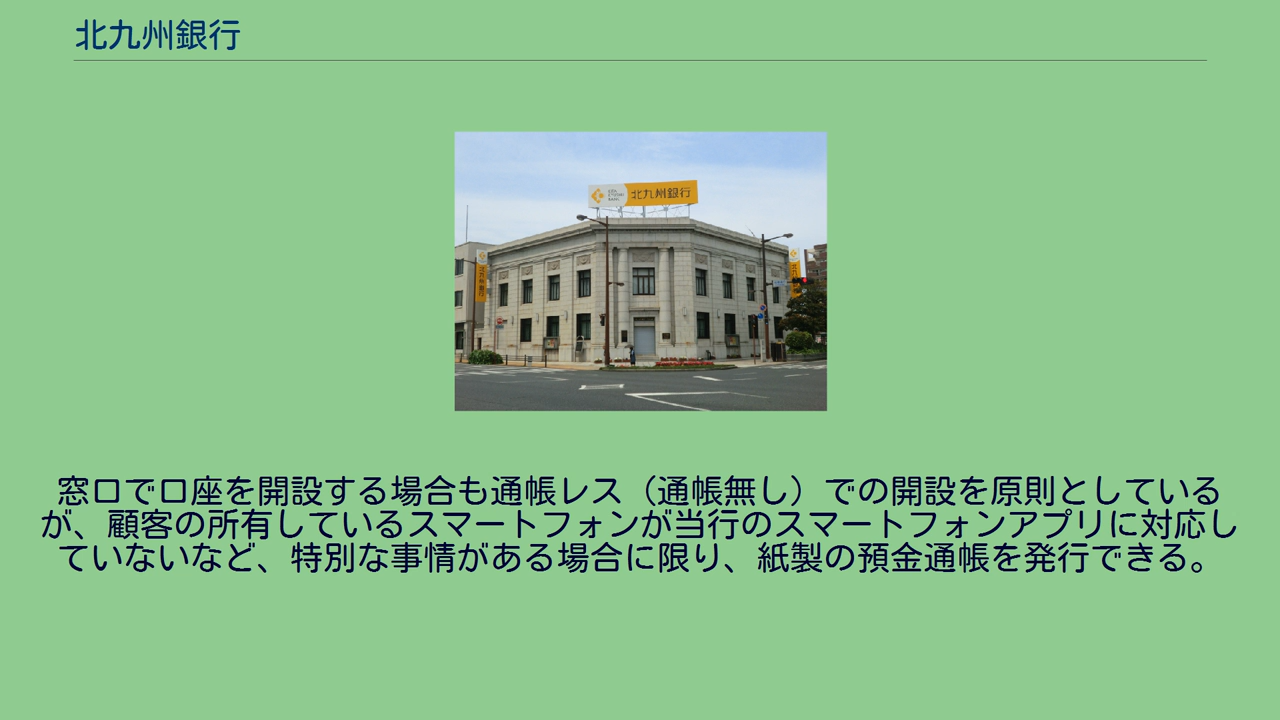 北九州銀行
北九州銀行
北九州銀行
窓口で口座を開設する場合も通帳レス（通帳無し）での開設を原則としている
が、顧客の所有しているスマートフォンが当行のスマートフォンアプリに対応し
ていないなど、特別な事情がある場合に限り、紙製の預金通帳を発行できる。